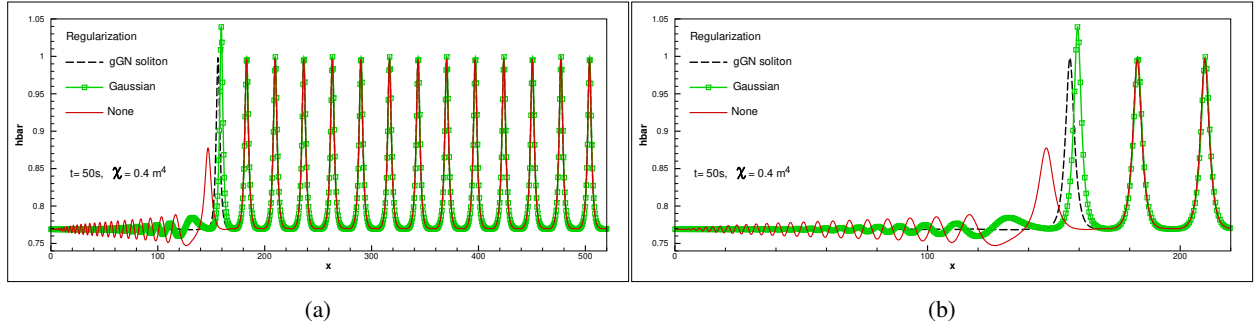 1.05
Regularization
1
gGN soliton
Gaussian
0.95
None
hbar
0.9
0.85
t= 50s, χ = 0.4 m⁴
0.8
0.75
0 100 200 300 400 500
x
(a)
1.05
Regularization
1
gGN soliton
Gaussian
0.95
None
hbar
0.9
0.85
t= 50s, χ = 0.4 m⁴
0.8
0.75
0 100 200
x
(b)